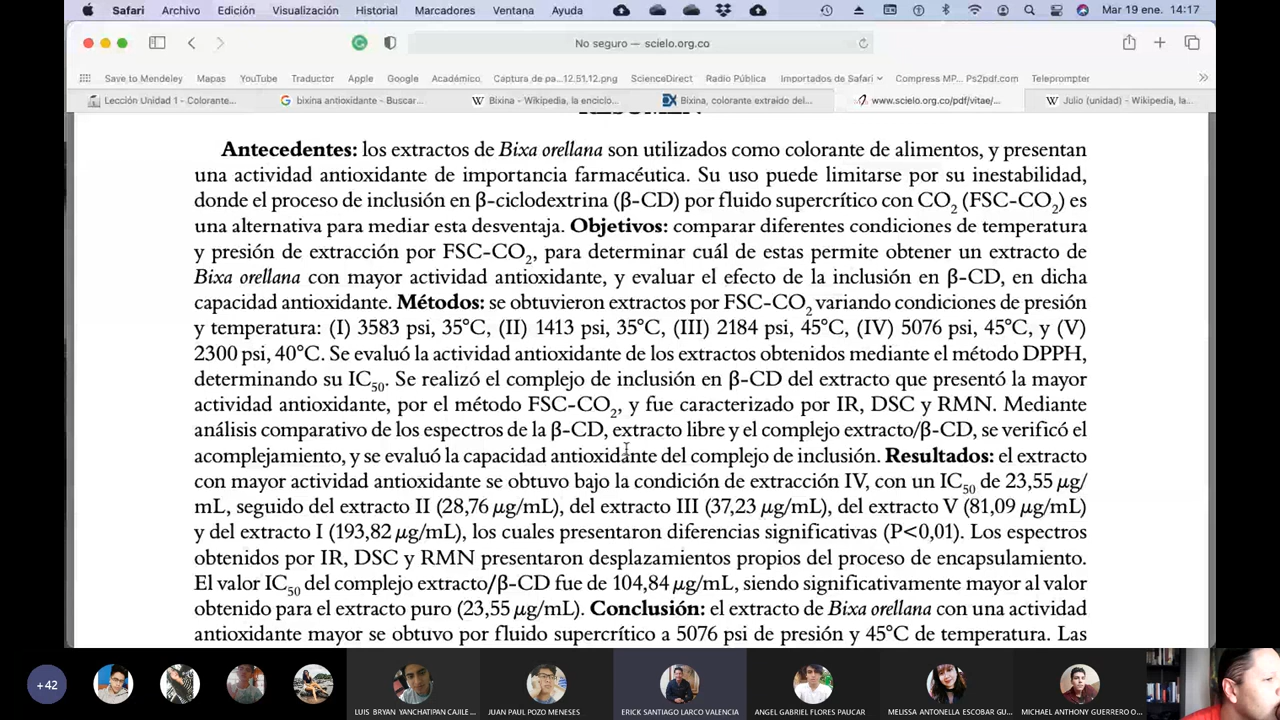 Safari Archivo Edición Visualización Historial Marcadores Ventana Ayuda Mar 19 ene. 14:17
No seguro — scielo.org.co
Save to Mendeley Mapas YouTube Traductor Apple Google Académico Captura de pa...12.51.12.png ScienceDirect Radio Pública Importados de Safari Compress MP... Ps2pdf.com Teleprompter
Lección Unidad 1 - Colorante... bixina antioxidante - Buscar... Bixina – Wikipedia, la enciclo... Bixina, colorante extraido del... www.scielo.org.co/pdf/vitae/... Julio (unidad) - Wikipedia, la...
RESUMEN
Antecedentes: los extractos de Bixa orellana son utilizados como colorante de alimentos, y presentan
una actividad antioxidante de importancia farmacéutica. Su uso puede limitarse por su inestabilidad,
donde el proceso de inclusión en β-ciclodextrina (β-CD) por fluido supercrítico con CO2 (FSC-CO2) es
una alternativa para mediar esta desventaja. Objetivos: comparar diferentes condiciones de temperatura
y presión de extracción por FSC-CO2, para determinar cuál de estas permite obtener un extracto de
Bixa orellana con mayor actividad antioxidante, y evaluar el efecto de la inclusión en β-CD, en dicha
capacidad antioxidante. Métodos: se obtuvieron extractos por FSC-CO2 variando condiciones de presión
y temperatura: (I) 3583 psi, 35°C, (II) 1413 psi, 35°C, (III) 2184 psi, 45°C, (IV) 5076 psi, 45°C, y (V)
2300 psi, 40°C. Se evaluó la actividad antioxidante de los extractos obtenidos mediante el método DPPH,
determinando su IC50. Se realizó el complejo de inclusión en β-CD del extracto que presentó la mayor
actividad antioxidante, por el método FSC-CO2, y fue caracterizado por IR, DSC y RMN. Mediante
análisis comparativo de los espectros de la β-CD, extracto libre y el complejo extracto/β-CD, se verificó el
acomplejamiento, y se evaluó la capacidad antioxidante del complejo de inclusión. Resultados: el extracto
con mayor actividad antioxidante se obtuvo bajo la condición de extracción IV, con un IC50 de 23,55 μg/
mL, seguido del extracto II (28,76 μg/mL), del extracto III (37,23 μg/mL), del extracto V (81,09 μg/mL)
y del extracto I (193,82 μg/mL), los cuales presentaron diferencias significativas (P<0,01). Los espectros
obtenidos por IR, DSC y RMN presentaron desplazamientos propios del proceso de encapsulamiento.
El valor IC50 del complejo extracto/β-CD fue de 104,84 μg/mL, siendo significativamente mayor al valor
obtenido para el extracto puro (23,55 μg/mL). Conclusión: el extracto de Bixa orellana con una actividad
antioxidante mayor se obtuvo por fluido supercrítico a 5076 psi de presión y 45°C de temperatura. Las
+42
LUIS BRYAN YANCHATIPAN CAJILE... JUAN PAUL POZO MENESES ERICK SANTIAGO LARCO VALENCIA ANGEL GABRIEL FLORES PAUCAR MELISSA ANTONELLA ESCOBAR GU... MICHAEL ANTHONY GUERRERO O...